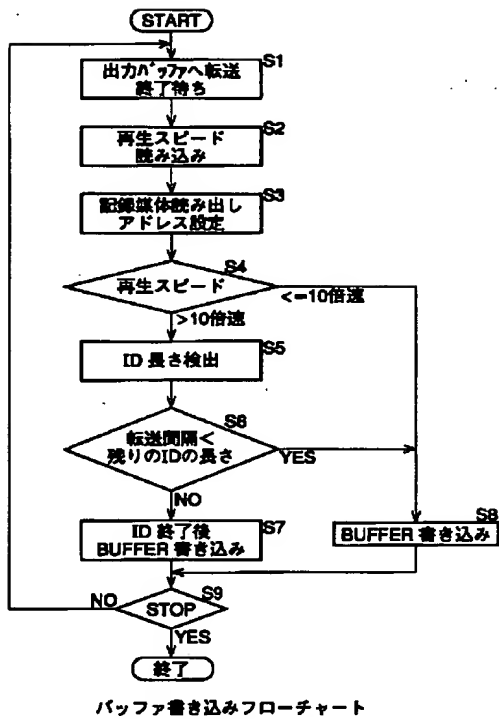 START
S1
出力バッファへ転送
終了待ち
S2
再生スピード
読み込み
S3
記録媒体読み出し
アドレス設定
S4
再生スピード
<=10倍速
>10倍速
S5
ID 長さ検出
S6
転送間隔<
残りのIDの長さ
YES
NO
S7
ID 終了後
BUFFER 書き込み
S8
BUFFER 書き込み
S9
NO
STOP
YES
終了
バッファ書き込みフローチャート